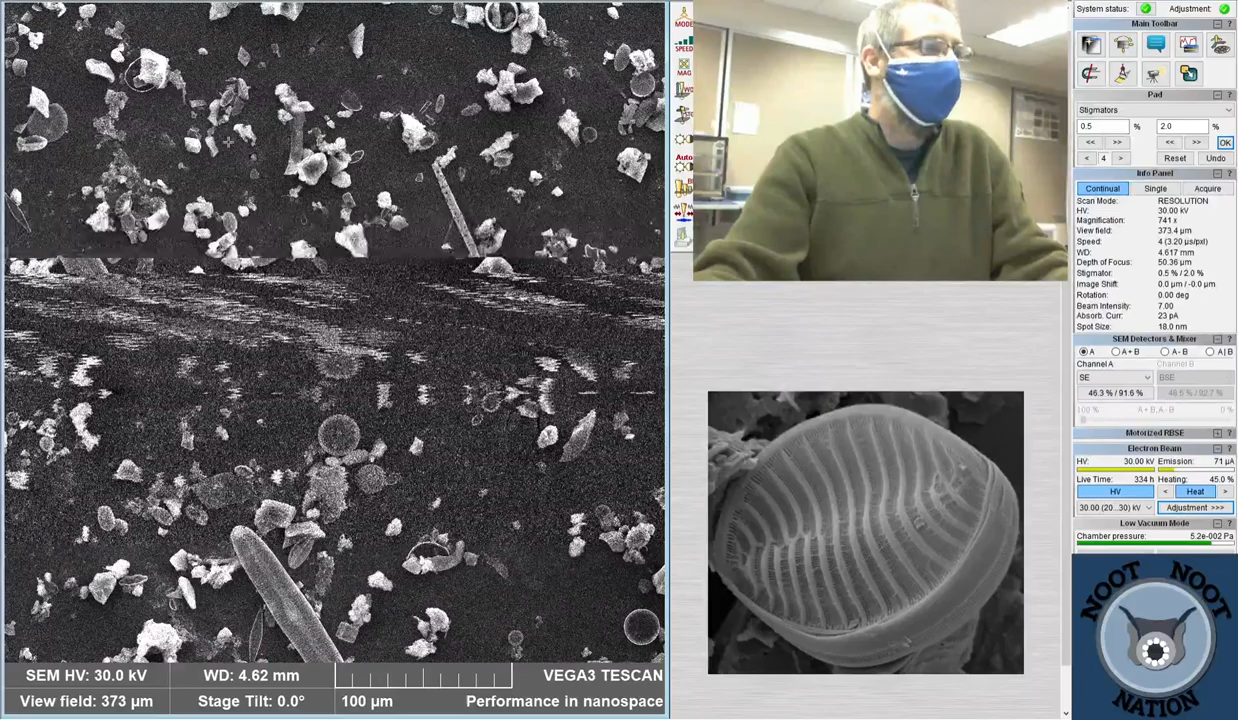 System status: Adjustment:
Main Toolbar
Pad
Stigmators
0.5 % 2.0 %
<< >> << >> OK
< 4 > Reset Undo
Info Panel
Continual Single Acquire
Scan Mode: RESOLUTION
HV: 30.00 kV
Magnification: 741 x
View field: 373.4 µm
Speed: 4 (3.20 µs/pxl)
WD: 4.617 mm
Depth of Focus: 50.36 µm
Stigmator: 0.5 % / 2.0 %
Image Shift: 0.0 µm / -0.0 µm
Rotation: 0.00 deg
Beam Intensity: 7.00
Absorb. Curr: 23 pA
Spot Size: 18.0 nm
SEM Detectors & Mixer
A A + B A - B A | B
Channel A Channel B
SE BSE
46.3 % / 91.6 % 48.5 % / 92.7 %
100 % A + B, A - B 0 %
Motorized RBSE
Electron Beam
HV: 30.00 kV Emission: 71 µA
Live Time: 334 h Heating: 45.0 %
HV < Heat >
30.00 (20...30) kV Adjustment >>>
Low Vacuum Mode
Chamber pressure: 5.2e-002 Pa
MODE
SPEED
MAG
WD
Auto
NOOT NOOT
NATION
SEM HV: 30.0 kV WD: 4.62 mm VEGA3 TESCAN
View field: 373 µm Stage Tilt: 0.0° 100 µm Performance in nanospace